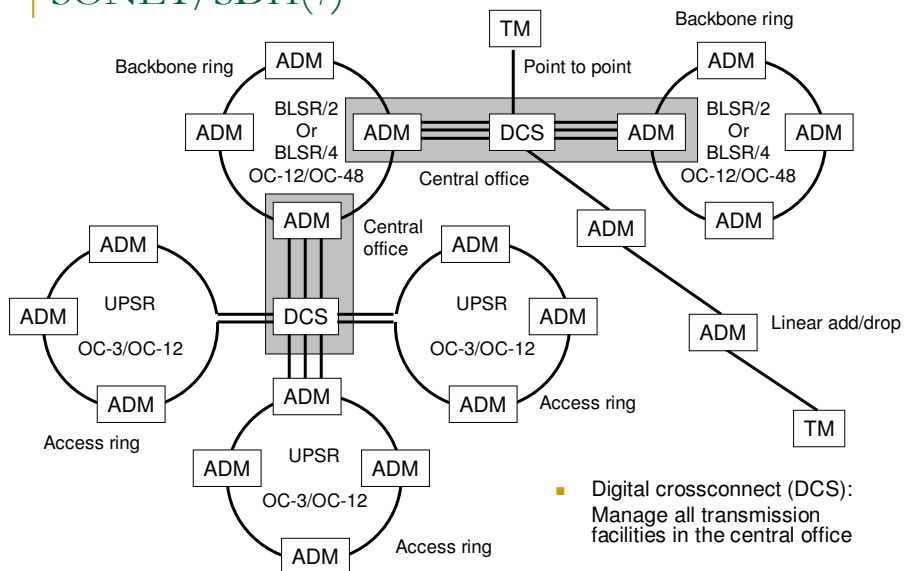 SONET/SDH(7)
TM
Backbone ring
ADM
Point to point
Backbone ring
ADM
ADM
BLSR/2
Or
BLSR/4
OC-12/OC-48
ADM
DCS
ADM
BLSR/2
Or
BLSR/4
OC-12/OC-48
ADM
Central office
ADM
Central
office
ADM
ADM
ADM
UPSR
OC-3/OC-12
ADM
ADM
DCS
ADM
UPSR
OC-3/OC-12
ADM
ADM
ADM
Linear add/drop
TM
Access ring
Access ring
ADM
ADM
UPSR
OC-3/OC-12
ADM
ADM
Access ring
Digital crossconnect (DCS):
Manage all transmission
facilities in the central office